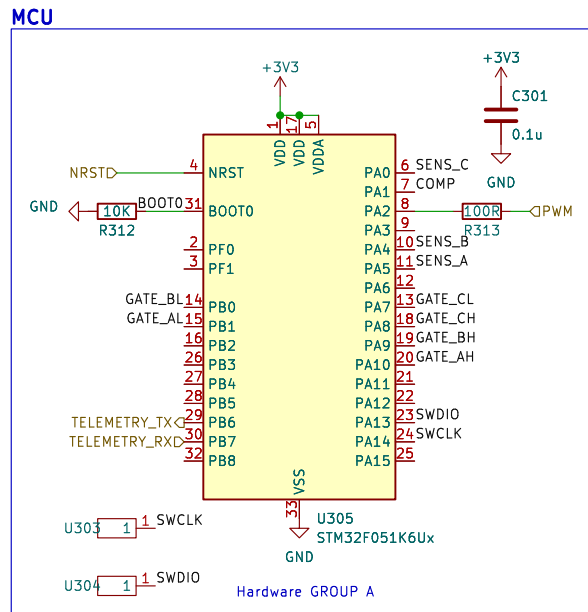 MCU
+3V3
+3V3
C301
0.1u
GND
1 17 5
VDD VDD VDDA
NRST 4 NRST
PA0 6 SENS_C
PA1 7 COMP
GND 10K BOOT0 31 BOOT0
R312
PA2 8 100R PWM
R313
PA3 9
PF0 2
PA4 10 SENS_B
PF1 3
PA5 11 SENS_A
PA6 12
GATE_BL 14 PB0
PA7 13 GATE_CL
GATE_AL 15 PB1
PA8 18 GATE_CH
16 PB2
PA9 19 GATE_BH
26 PB3
PA10 20 GATE_AH
27 PB4
PA11 21
28 PB5
PA12 22
TELEMETRY_TX 29 PB6
PA13 23 SWDIO
TELEMETRY_RX 30 PB7
PA14 24 SWCLK
32 PB8
PA15 25
VSS
33
GND
U305
STM32F051K6Ux
U303 1 1 SWCLK
U304 1 1 SWDIO
Hardware GROUP A